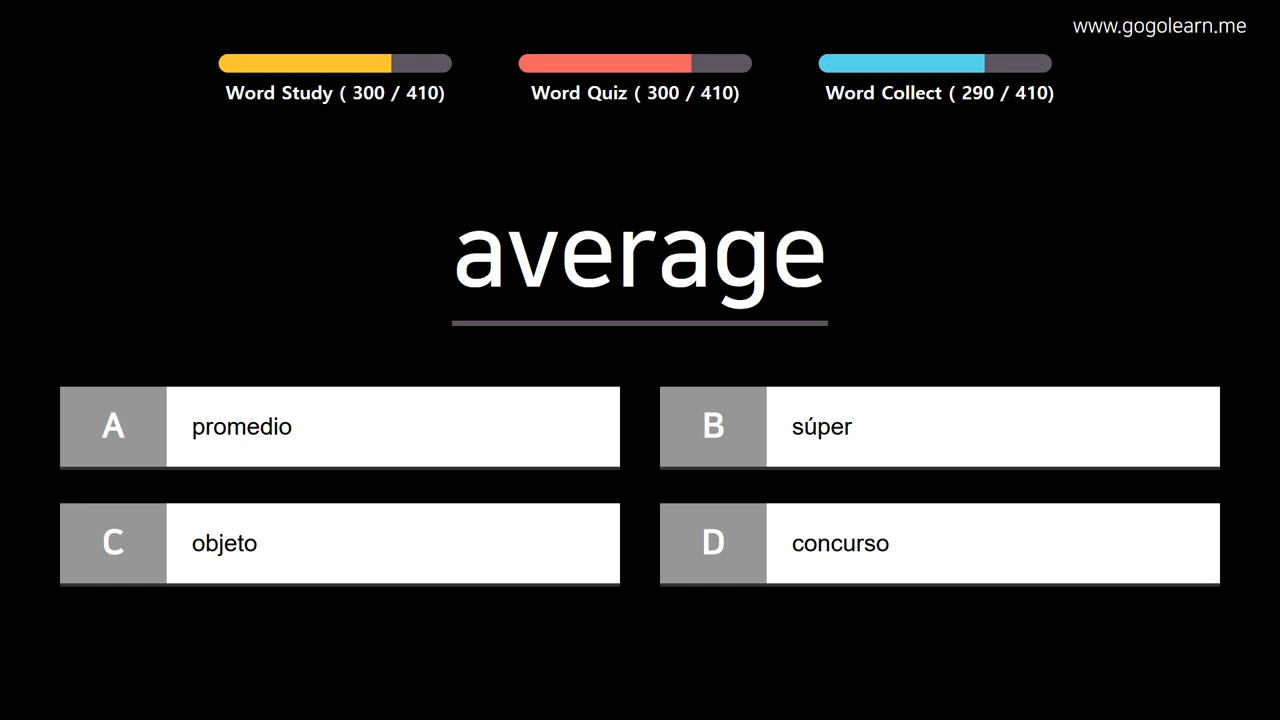 www.gogolearn.me
Word Study ( 300 / 410)
Word Quiz ( 300 / 410)
Word Collect ( 290 / 410)
average
A promedio
B súper
C objeto
D concurso